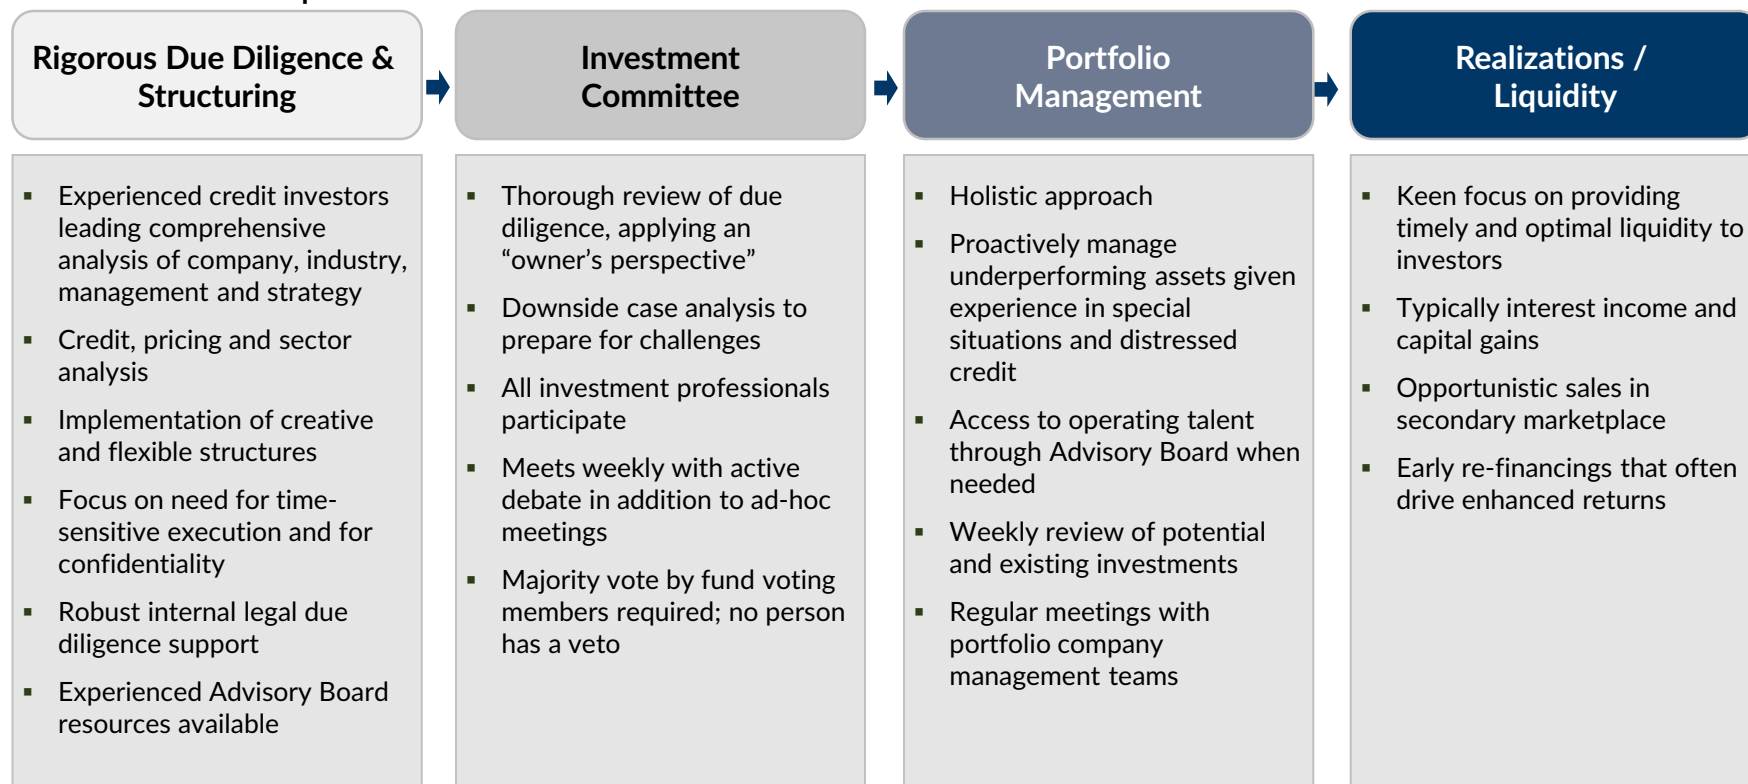 Rigorous Due Diligence &
Structuring
▪ Experienced credit investors
leading comprehensive
analysis of company, industry,
management and strategy
▪ Credit, pricing and sector
analysis
▪ Implementation of creative
and flexible structures
▪ Focus on need for time-
sensitive execution and for
confidentiality
▪ Robust internal legal due
diligence support
▪ Experienced Advisory Board
resources available
Investment
Committee
▪ Thorough review of due
diligence, applying an
“owner’s perspective”
▪ Downside case analysis to
prepare for challenges
▪ All investment professionals
participate
▪ Meets weekly with active
debate in addition to ad-hoc
meetings
▪ Majority vote by fund voting
members required; no person
has a veto
Portfolio
Management
▪ Holistic approach
▪ Proactively manage
underperforming assets given
experience in special
situations and distressed
credit
▪ Access to operating talent
through Advisory Board when
needed
▪ Weekly review of potential
and existing investments
▪ Regular meetings with
portfolio company
management teams
Realizations /
Liquidity
▪ Keen focus on providing
timely and optimal liquidity to
investors
▪ Typically interest income and
capital gains
▪ Opportunistic sales in
secondary marketplace
▪ Early re-financings that often
drive enhanced returns